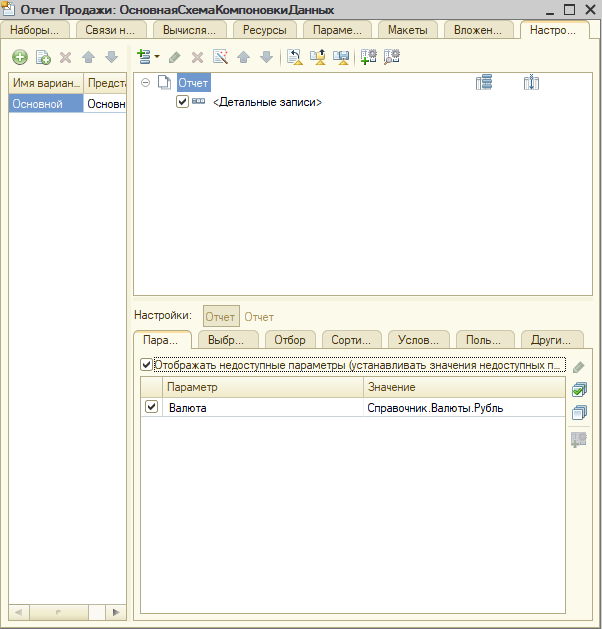 Отчет Продажи: ОсновнаяСхемаКомпоновкиДанных
Наборы... Связи н... Вычисля... Ресурсы Параме... Макеты Вложен... Настро...
Имя вариан... Предста
Основной Основн
Отчет
<Детальные записи>
Настройки: Отчет Отчет
Пара... Выбр... Отбор Сорти... Услов... Поль... Други...
Отображать недоступные параметры (устанавливать значения недоступных п...
Параметр Значение
Валюта Справочник.Валюты.Рубль